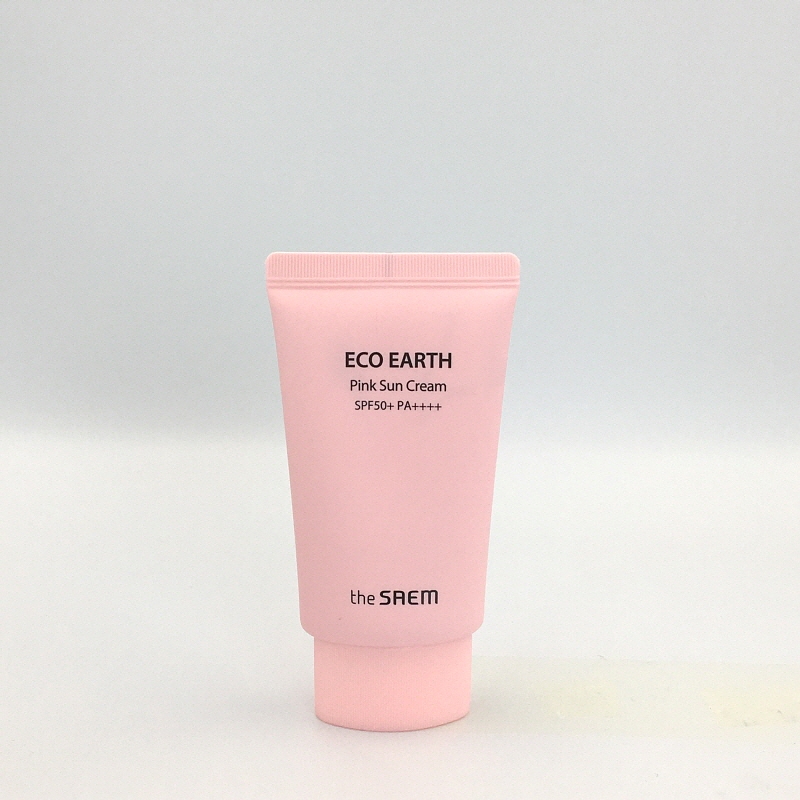 ECO EARTH
Pink Sun Cream
SPF50+ PA++++
the SAEM